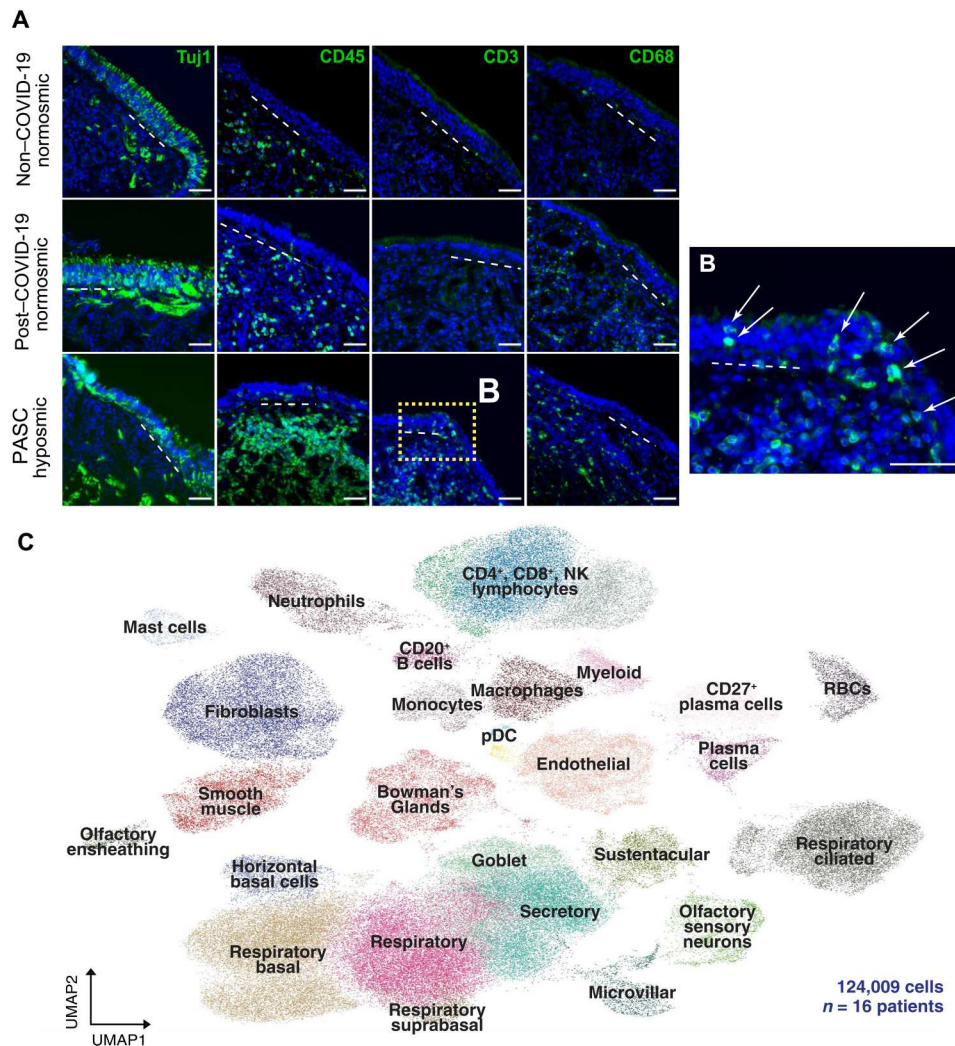 A
Tuj1
CD45
CD3
CD68
Non–COVID-19
normosmic
Post–COVID-19
normosmic
PASC
hyposmic
B
B
C
CD4⁺, CD8⁺, NK
lymphocytes
Neutrophils
Mast cells
CD20⁺
B cells
Myeloid
Macrophages
Monocytes
CD27⁺
plasma cells
RBCs
Fibroblasts
pDC
Plasma
cells
Endothelial
Smooth
muscle
Bowman's
Glands
Olfactory
ensheathing
Goblet
Sustentacular
Respiratory
ciliated
Horizontal
basal cells
Secretory
Olfactory
sensory
neurons
Respiratory
basal
Respiratory
Microvillar
Respiratory
suprabasal
124,009 cells
n = 16 patients
UMAP2
UMAP1